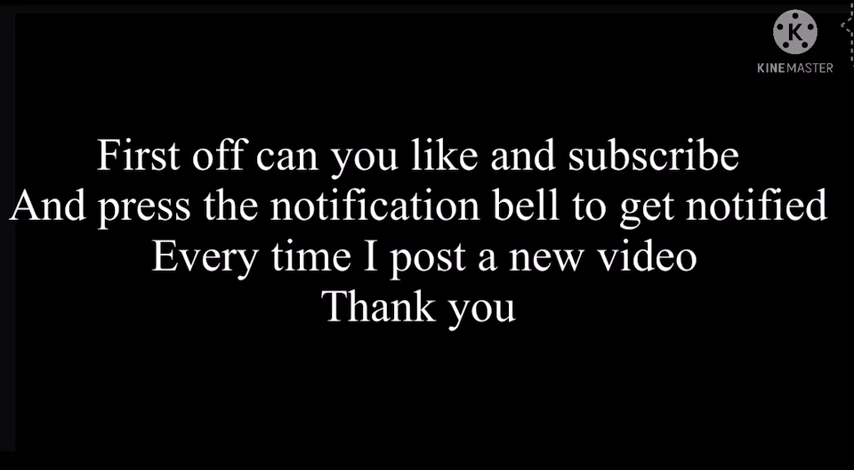 KINEMASTER
First off can you like and subscribe
And press the notification bell to get notified
Every time I post a new video
Thank you